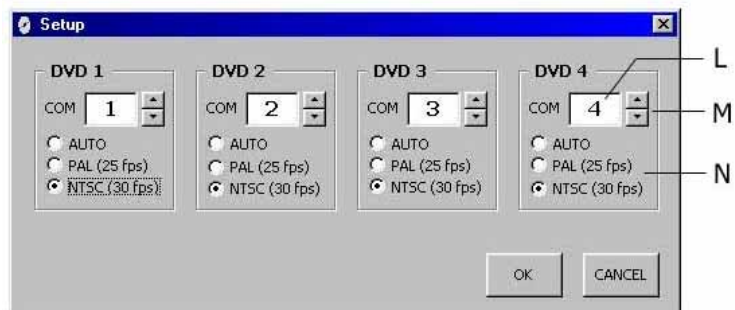 Setup
DVD 1 DVD 2 DVD 3 DVD 4
L
COM 1 COM 2 COM 3 COM 4
M
AUTO AUTO AUTO AUTO
PAL (25 fps) PAL (25 fps) PAL (25 fps) PAL (25 fps)
N
NTSC (30 fps) NTSC (30 fps) NTSC (30 fps) NTSC (30 fps)
OK CANCEL